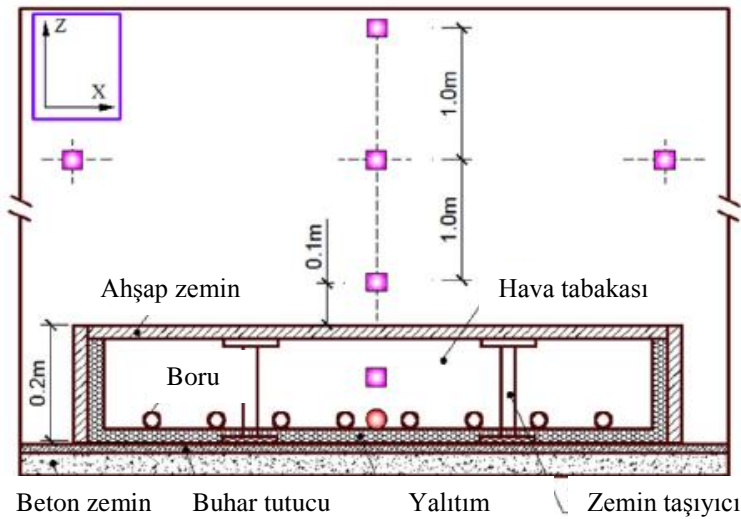 Z
X
1.0m
1.0m
0.1m
Ahşap zemin
Hava tabakası
0.2m
Boru
Beton zemin Buhar tutucu Yalıtım Zemin taşıyıcı